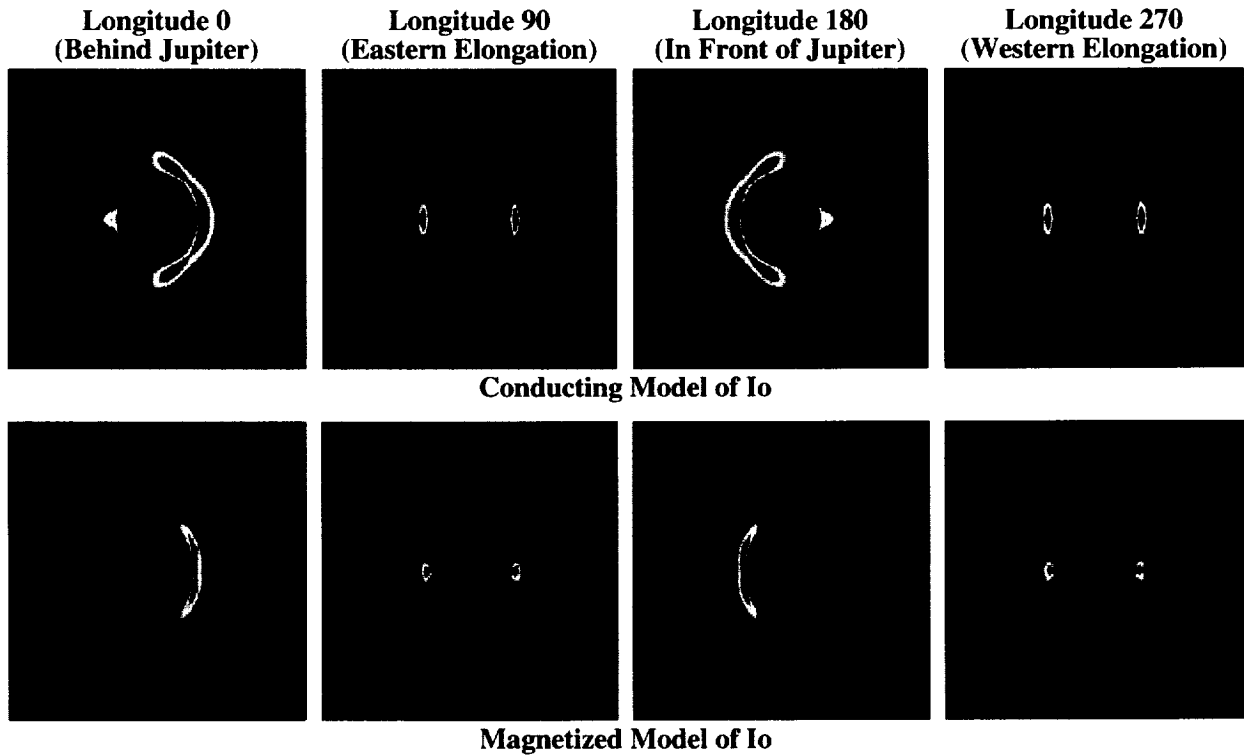 Longitude 0
(Behind Jupiter)
Longitude 90
(Eastern Elongation)
Longitude 180
(In Front of Jupiter)
Longitude 270
(Western Elongation)
Conducting Model of Io
Magnetized Model of Io